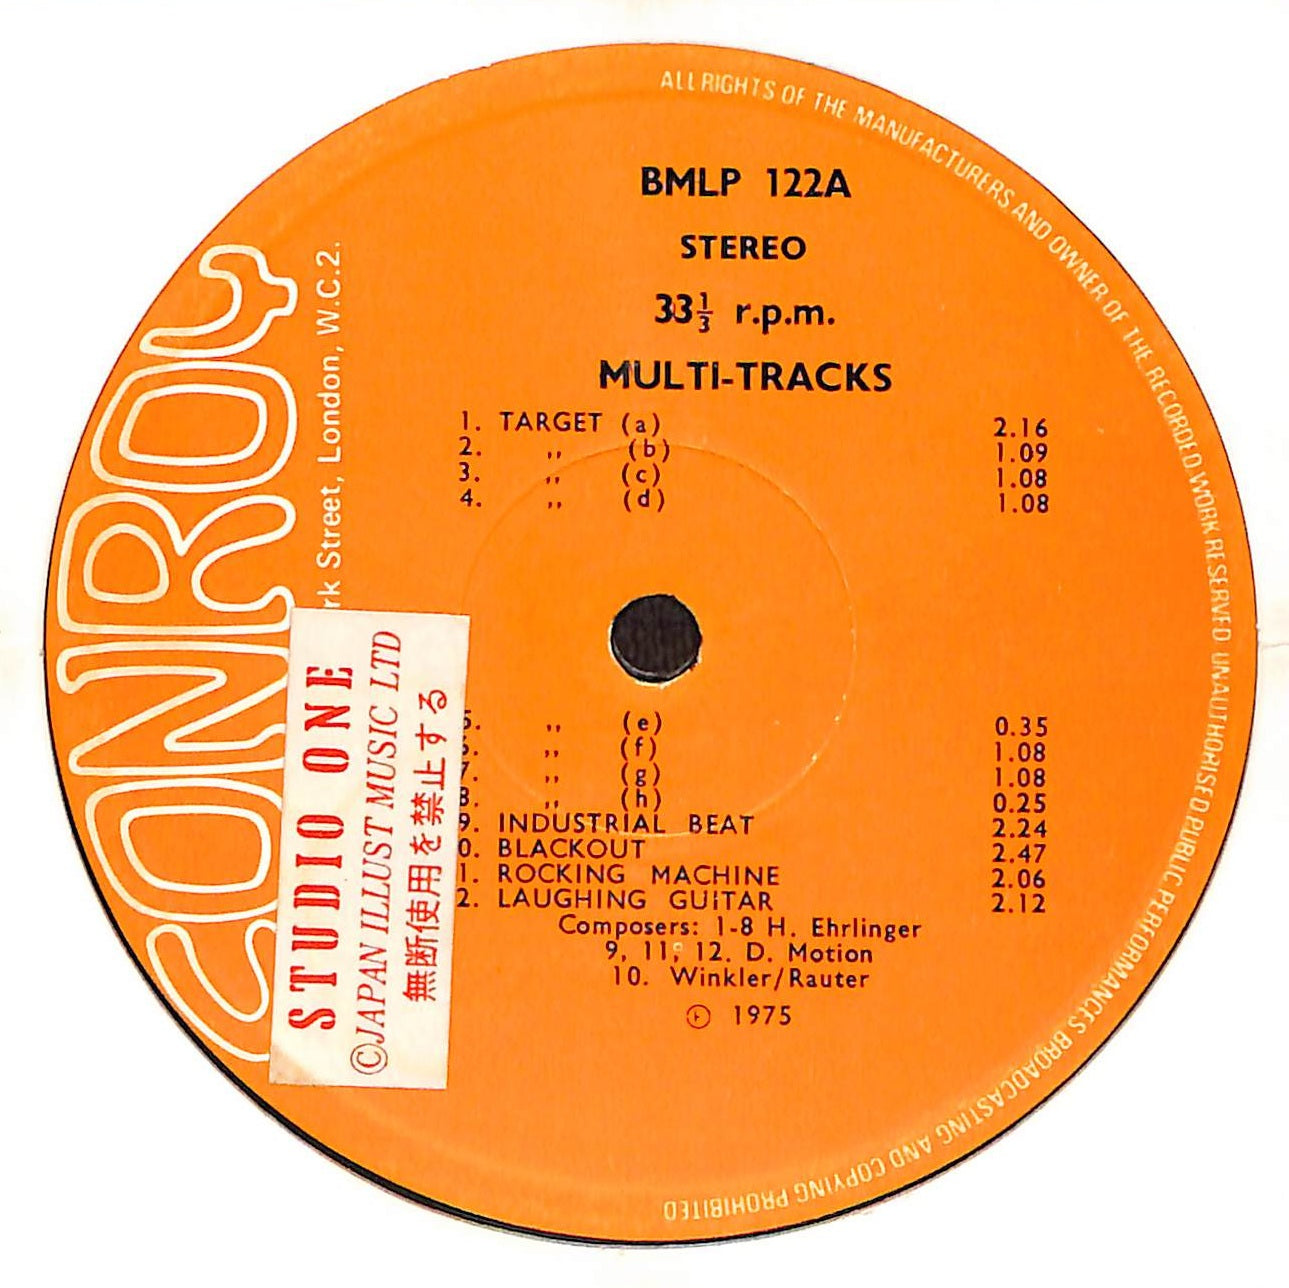 ALL RIGHTS OF THE MANUFACTURERS AND OWNER OF THE RECORDED WORK RESERVED UNAUTHORISED PUBLIC PERFORMANCES BROADCASTING AND COPYING PROHIBITED
CONROY
Street, London, W.C.2.
BMLP 122A
STEREO
33⅓ r.p.m.
MULTI-TRACKS
1. TARGET (a) 2.16
2. ,, (b) 1.09
3. ,, (c) 1.08
4. ,, (d) 1.08
5. ,, (e) 0.35
6. ,, (f) 1.08
7. ,, (g) 1.08
8. ,, (h) 0.25
9. INDUSTRIAL BEAT 2.24
0. BLACKOUT 2.47
1. ROCKING MACHINE 2.06
2. LAUGHING GUITAR 2.12
Composers: 1-8 H. Ehrlinger
9, 11, 12. D. Motion
10. Winkler/Rauter
Ⓟ 1975
STUDIO ONE
©JAPAN ILLUST MUSIC LTD
無断使用を禁止する